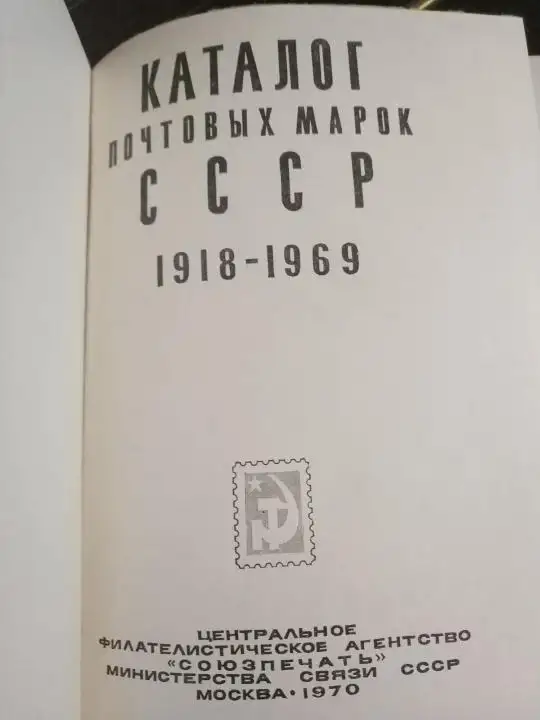 КАТАЛОГ
ПОЧТОВЫХ МАРОК
СССР
1918-1969
ЦЕНТРАЛЬНОЕ
ФИЛАТЕЛИСТИЧЕСКОЕ АГЕНТСТВО
«СОЮЗПЕЧАТЬ»
МИНИСТЕРСТВА СВЯЗИ СССР
МОСКВА · 1970